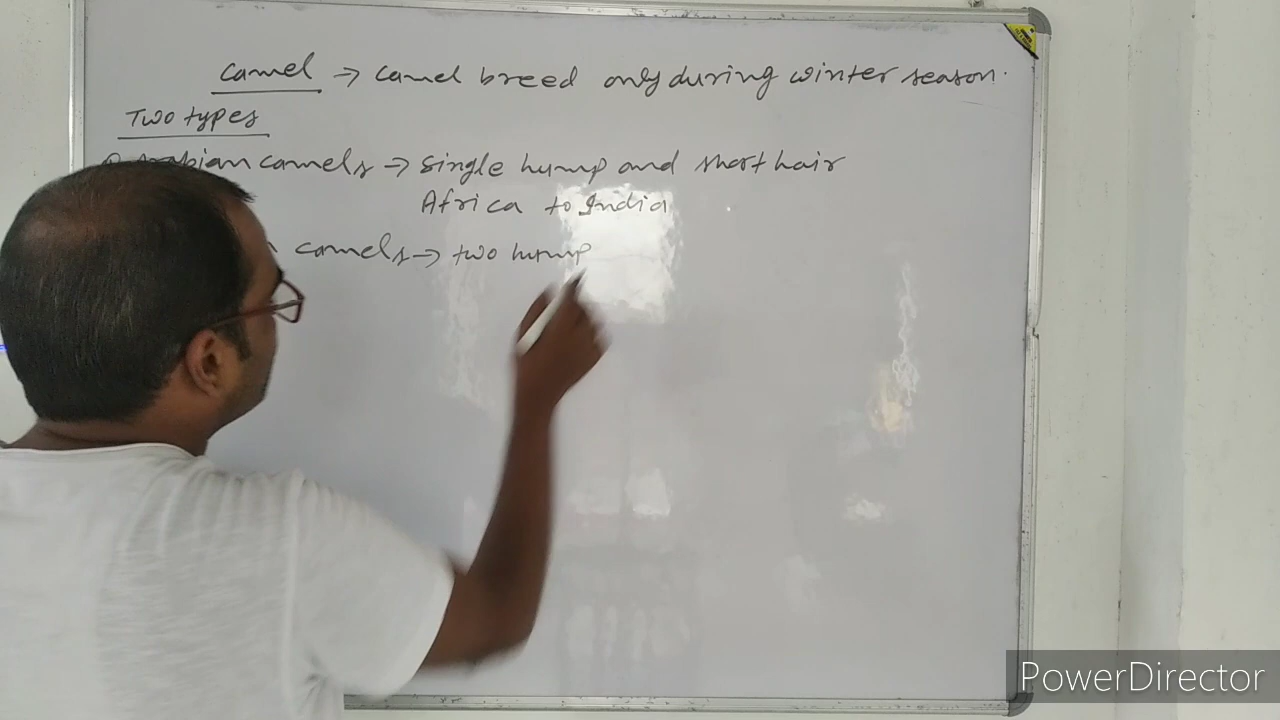 Camel → Camel breed only during winter season.
Two types
camels → Single hump and short hair
Africa to India
camels → two hump
PowerDirector